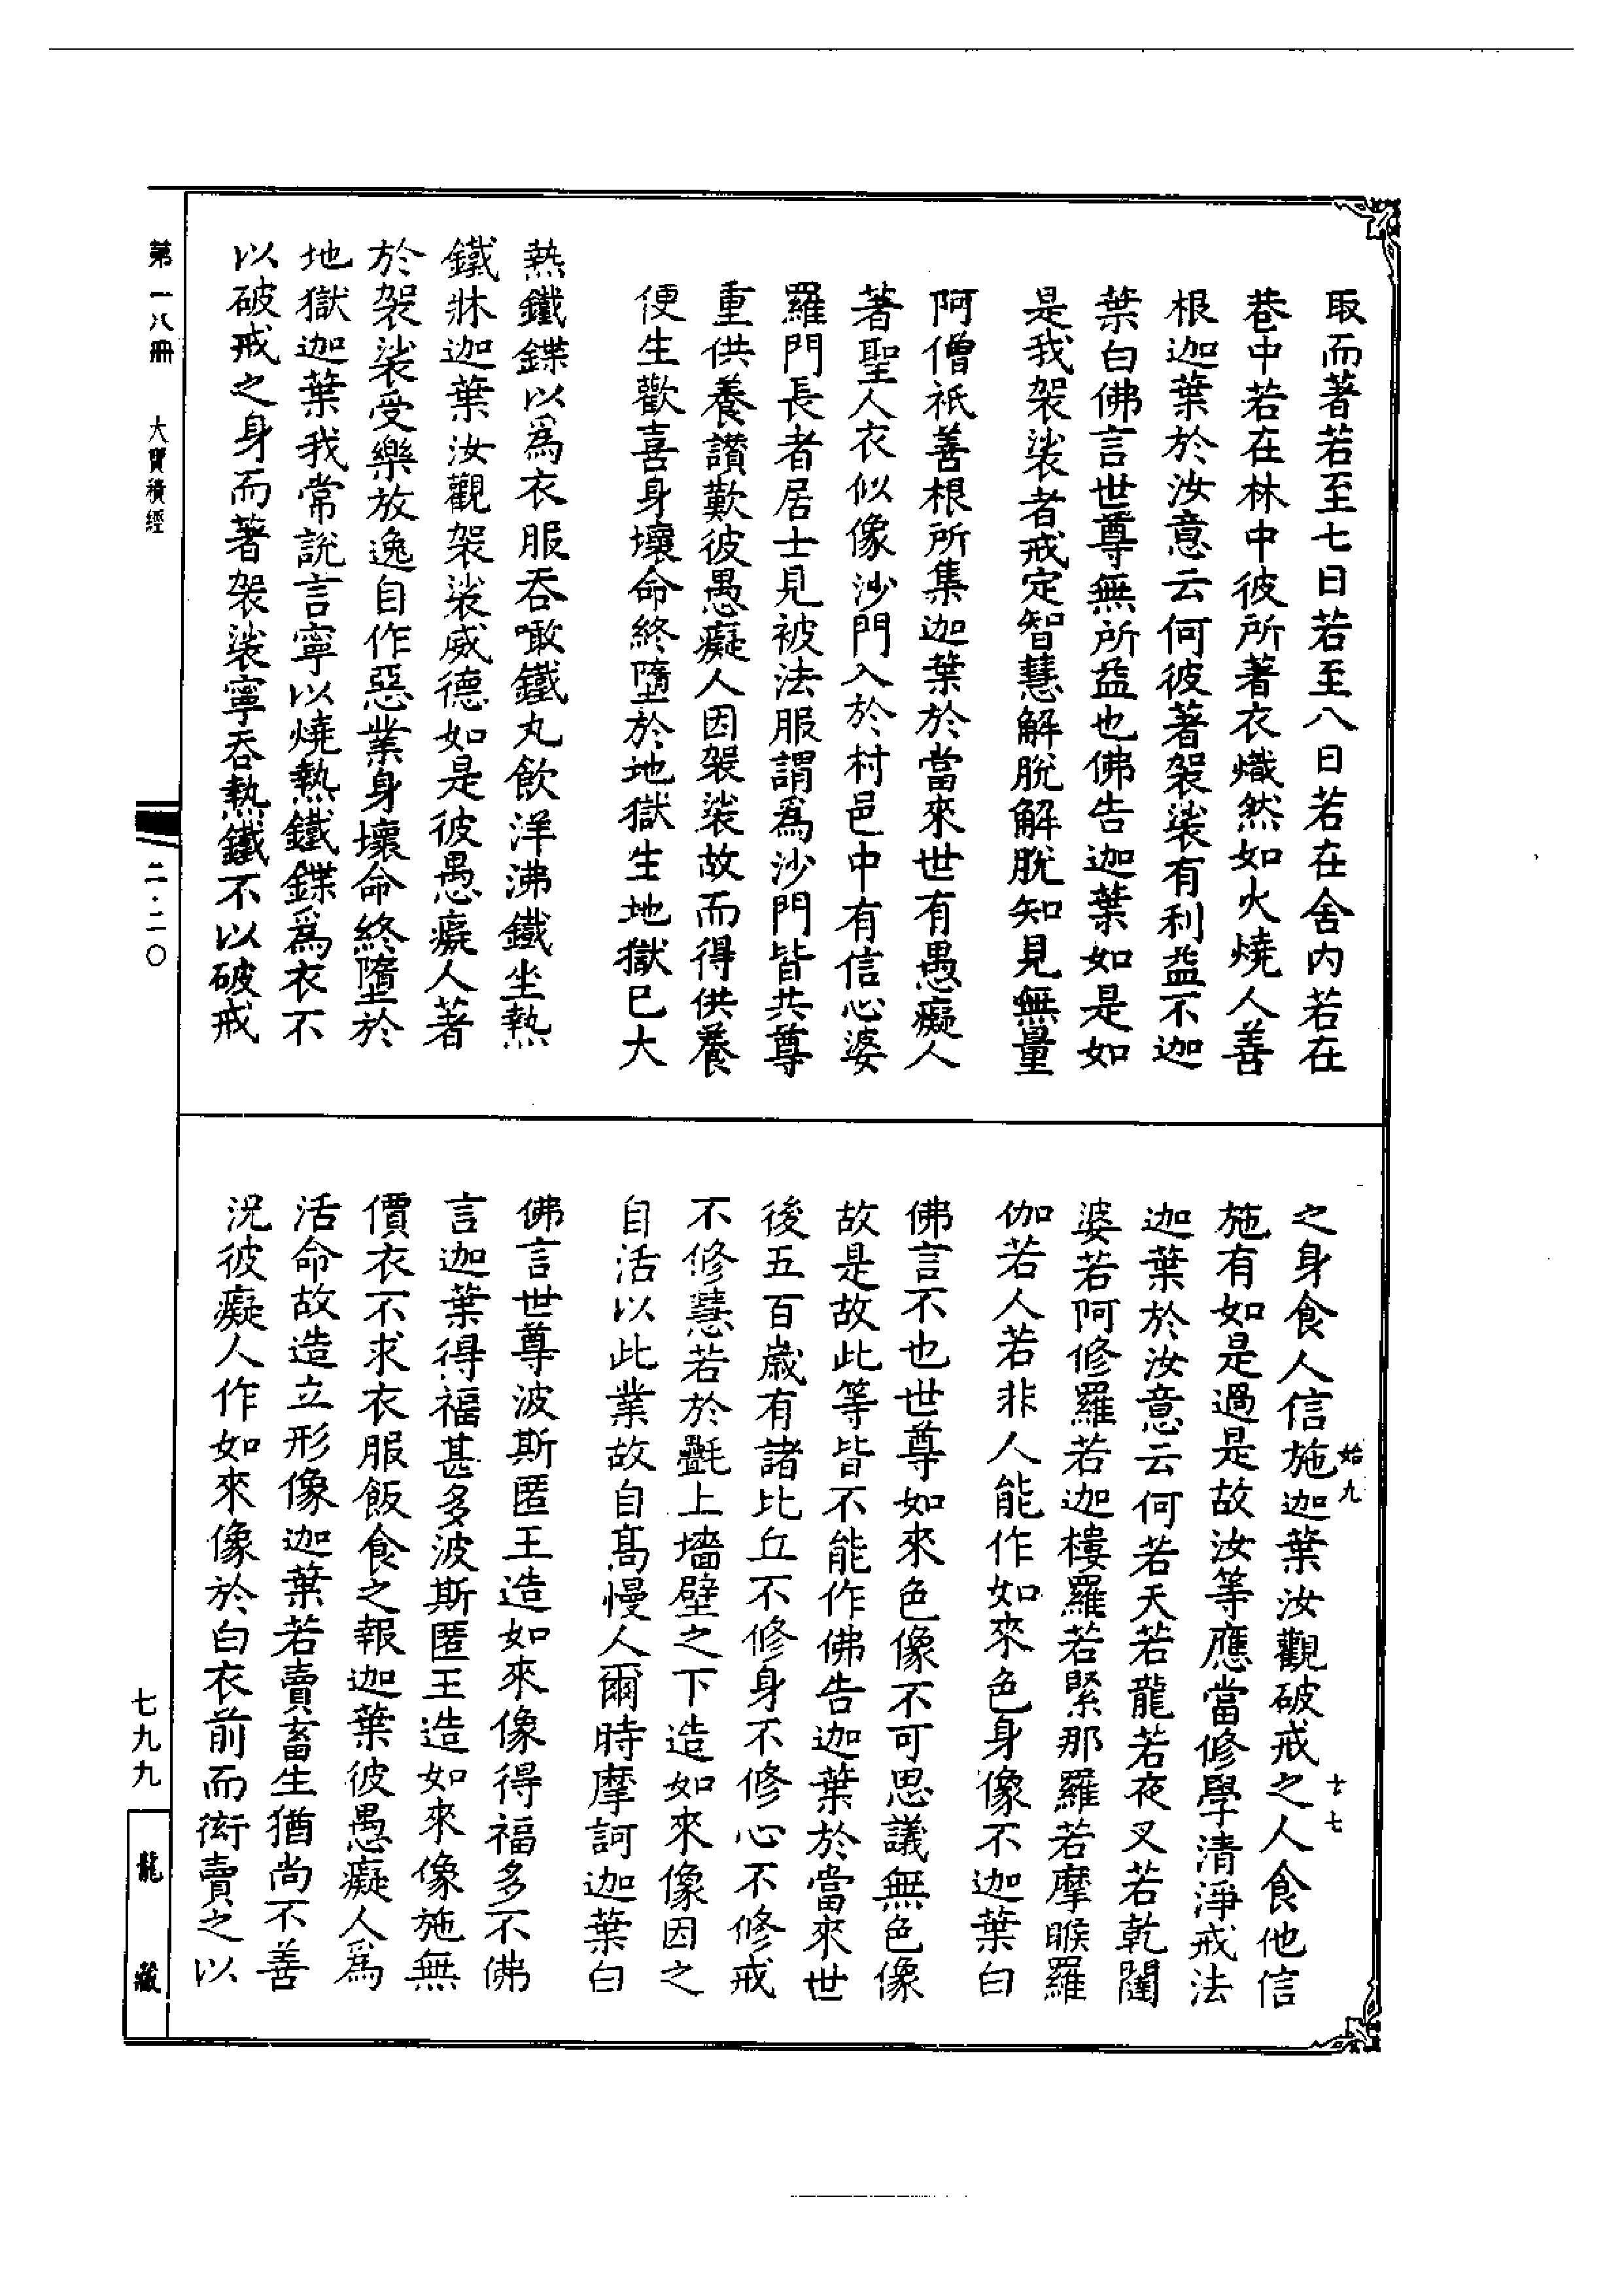 取而著若至七日若至八日若在舍内若在
巷中若在林中彼所著衣熾然如火燒人善
根迦葉於汝意云何彼著袈裟有利益不迦
葉白佛言世尊無所益也佛告迦葉如是如
是我袈裟者戒定智慧解脫解脫知見無量
阿僧祇善根所集迦葉於當來世有愚癡人
著聖人衣似像沙門入於村邑中有信心婆
羅門長者居士見被法服謂爲沙門皆共尊
重供養讃歎彼愚癡人因袈裟故而得供養
便生歡喜身壞命終墮於地獄生地獄巳大
熱鐵鍱以爲衣服吞噉鐵丸飲洋沸鐵坐熱
鐵牀迦葉汝觀袈裟威德如是彼愚癡人著
於袈裟受樂放逸自作惡業身壞命終墮於
地獄迦葉我常說言寧以燒熱鐵鍱爲衣不
以破戒之身而著袈裟寧吞熱鐵不以破戒
第一八冊　大寶積經
二·二〇
之身食人信施迦葉汝觀破戒之人食他信
施有如是過是故汝等應當修學清淨戒法
迦葉於汝意云何若天若龍若夜叉若乾闥
婆若阿修羅若迦樓羅若緊那羅若摩睺羅
伽若人若非人能作如來色身像不迦葉白
佛言不也世尊如來色像不可思議無色像
故是故此等皆不能作佛告迦葉於當來世
後五百歲有諸比丘不修身不修心不修戒
不修慧若於㲲上墻壁之下造如來像因之
自活以此業故自髙慢人爾時摩訶迦葉白
佛言世尊波斯匿王造如來像得福多不佛
言迦葉得福甚多波斯匿王造如來像施無
價衣不求衣服飯食之報迦葉彼愚癡人爲
活命故造立形像迦葉若賣畜生猶尚不善
況彼癡人作如來像於白衣前而衒賣之以
始九
七九九
龍藏